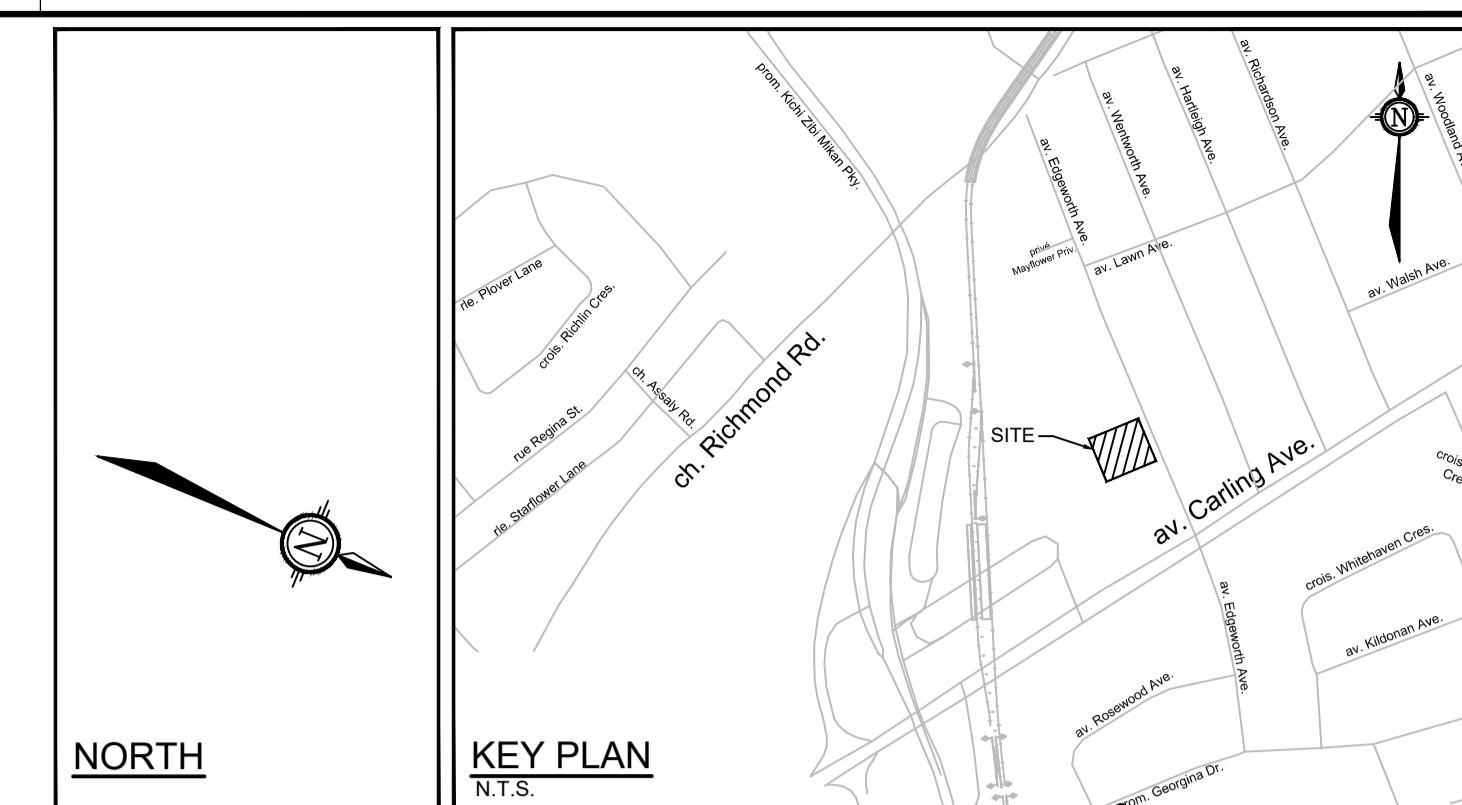 N
NORTH
prom. Kichi Zibi Mikan Pky.
av. Edgeworth Ave.
av. Wentworth Ave.
av. Hartleigh Ave.
av. Richardson Ave.
av. Woodland
N
privé
Mayflower Priv.
av. Lawn Ave.
av. Walsh Ave.
rle. Plover Lane
crois. Richlin Cres.
ch. Assaly Rd.
ch. Richmond Rd.
rue Regina St.
rle. Starflower Lane
SITE
av. Carling Ave.
crois
Cre
crois. Whitehaven Cres.
av. Kildonan Ave.
av. Edgeworth Ave.
av. Rosewood Ave.
rom. Georgina Dr.
KEY PLAN
N.T.S.